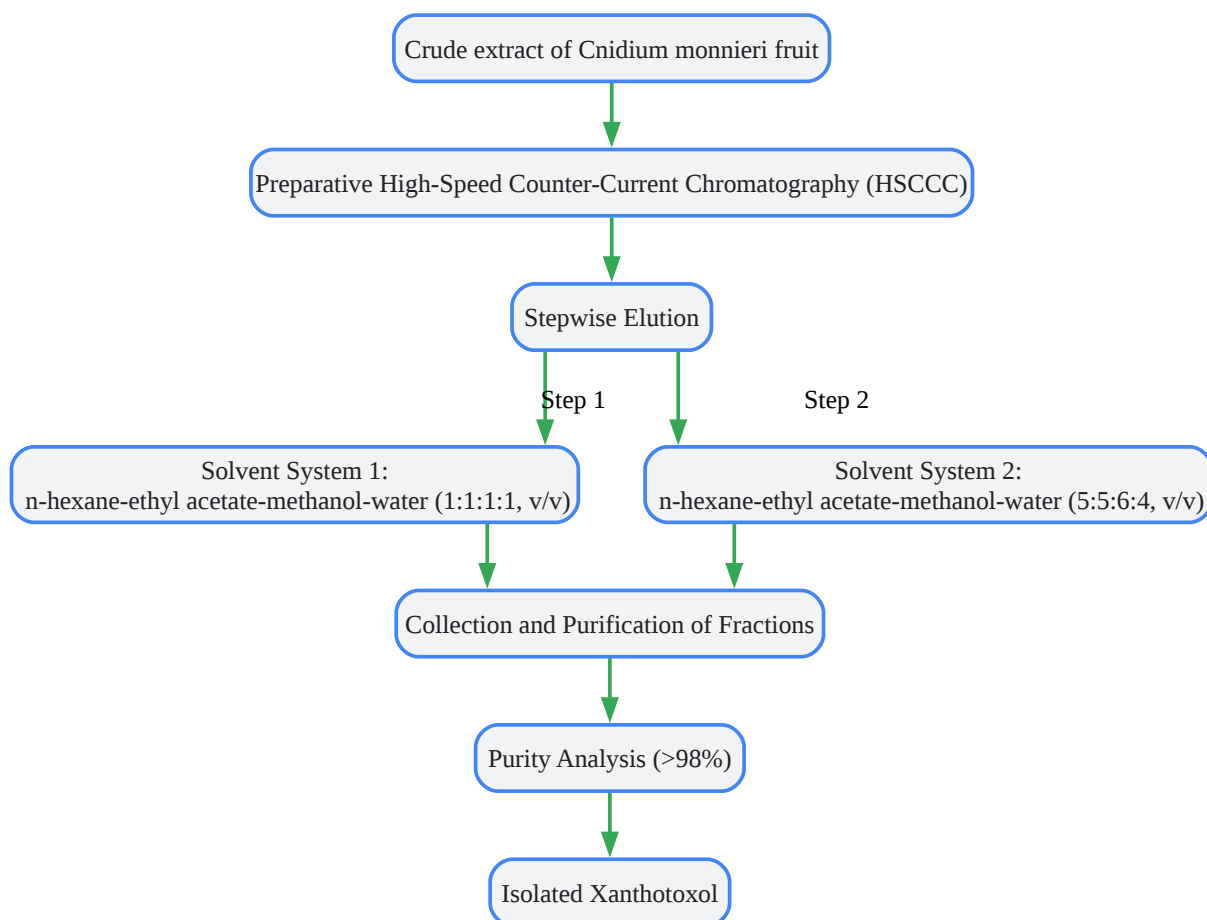 Crude extract of Cnidium monnieri fruit
Preparative High-Speed Counter-Current Chromatography (HSCCC)
Stepwise Elution
Step 1
Step 2
Solvent System 1:
n-hexane-ethyl acetate-methanol-water (1:1:1:1, v/v)
Solvent System 2:
n-hexane-ethyl acetate-methanol-water (5:5:6:4, v/v)
Collection and Purification of Fractions
Purity Analysis (>98%)
Isolated Xanthotoxol